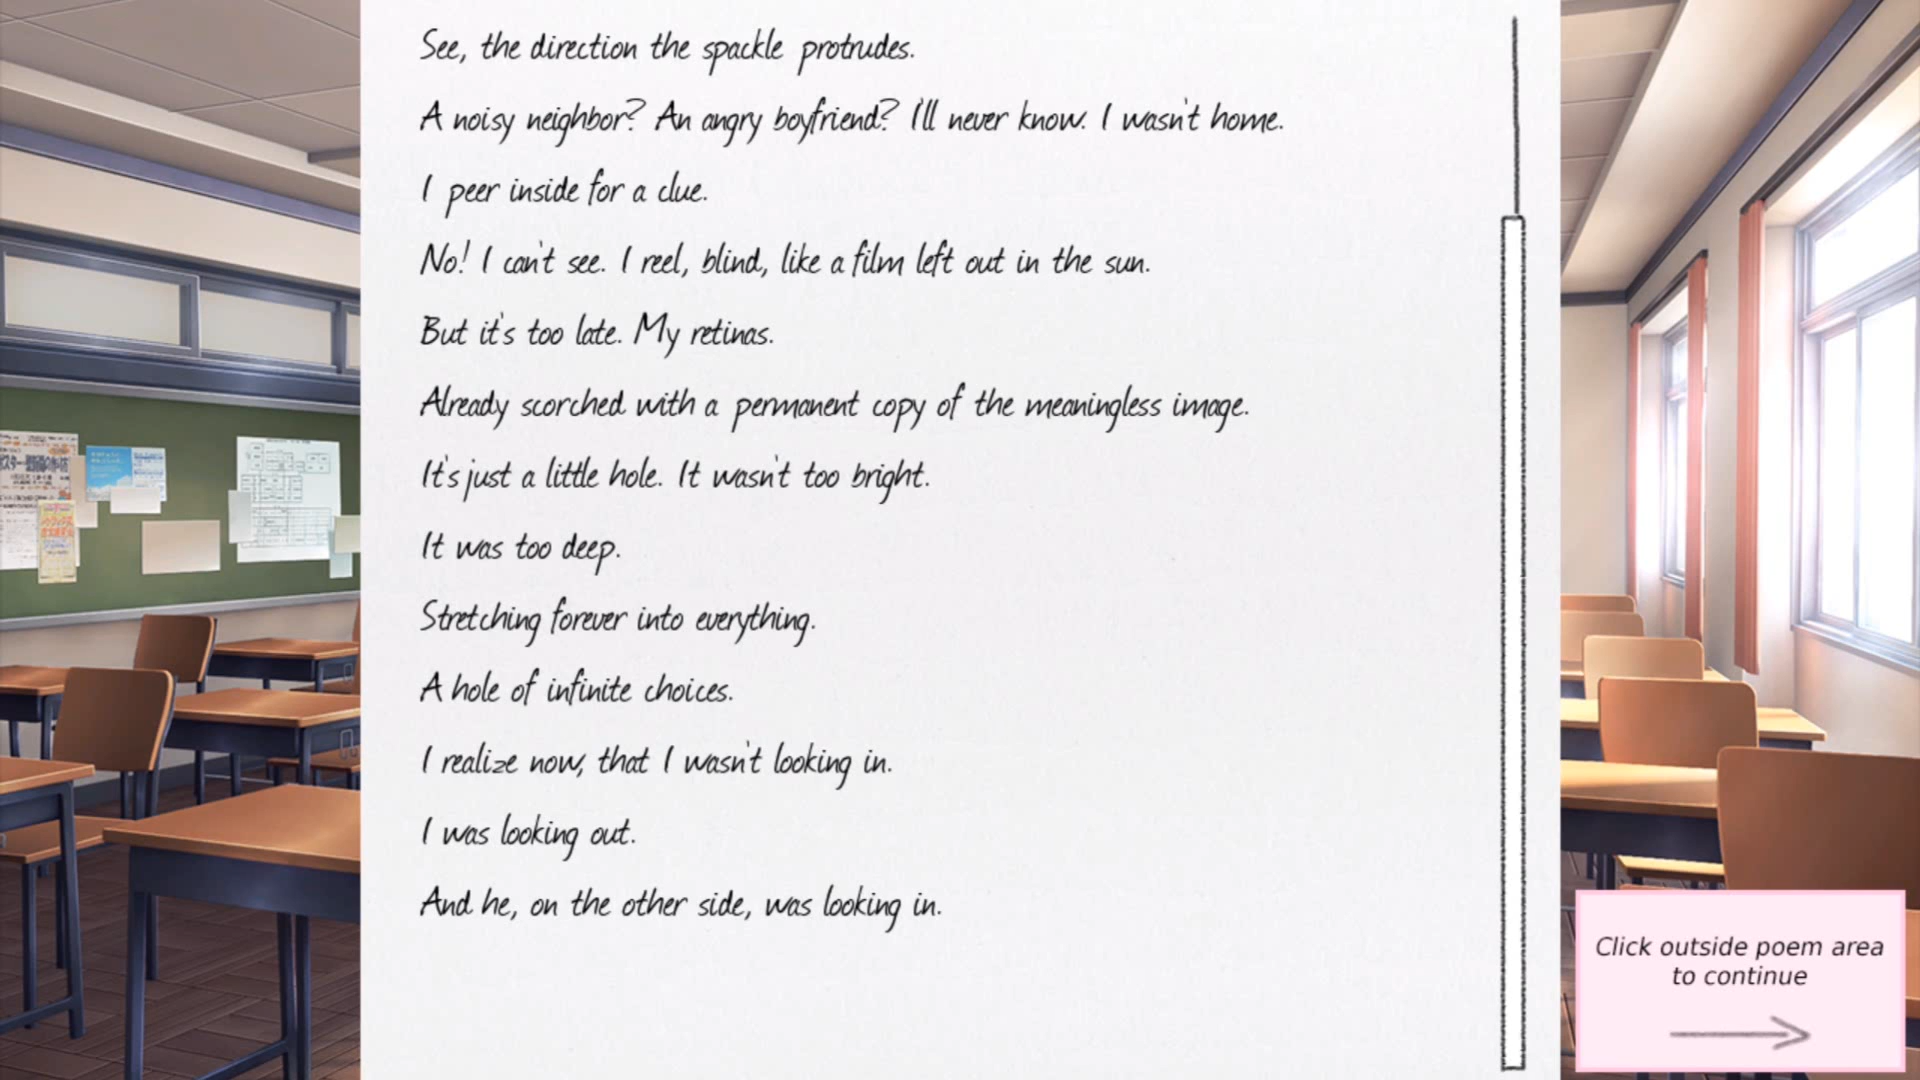 See, the direction the spackle protrudes.
A noisy neighbor? An angry boyfriend? I'll never know. I wasn't home.
I peer inside for a clue.
No! I can't see. I reel, blind, like a film left out in the sun.
But it's too late. My retinas.
Already scorched with a permanent copy of the meaningless image.
It's just a little hole. It wasn't too bright.
It was too deep.
Stretching forever into everything.
A hole of infinite choices.
I realize now, that I wasn't looking in.
I was looking out.
And he, on the other side, was looking in.
Click outside poem area
to continue